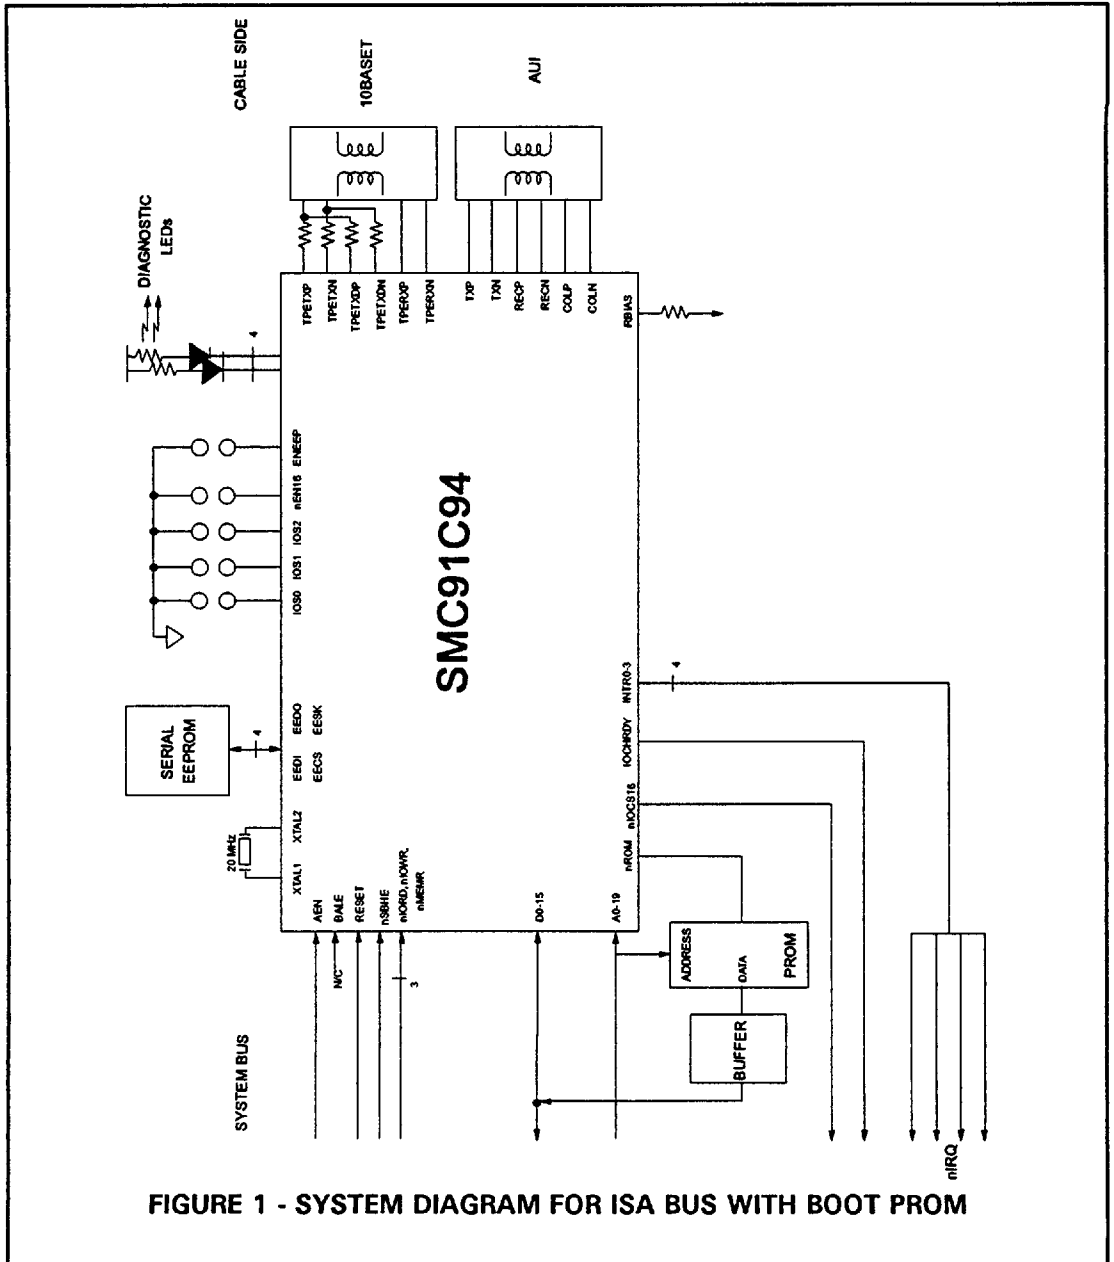 CABLE SIDE
10BASET
AUI
DIAGNOSTIC
LEDs
4
TPETXP
TPETXN
TPETXDP
TPETXDN
TPERXP
TPERXN
TXP
TXN
RECP
RECN
COLP
COLN
RBIAS
ENEEP
nEN16
IOS2
IOS1
IOS0
SMC91C94
SERIAL
EEPROM
4
EEDO
EESK
EEDI
EECS
20 MHz
XTAL2
XTAL1
AEN
BALE
RESET
nSBHE
nIORD, nIOWR,
nMEMR
D0-15
A0-19
nROM
nIOCS16
IOCHRDY
INTR0-3
4
N/C
3
ADDRESS
DATA
PROM
BUFFER
SYSTEM BUS
nIRQ
FIGURE 1 - SYSTEM DIAGRAM FOR ISA BUS WITH BOOT PROM